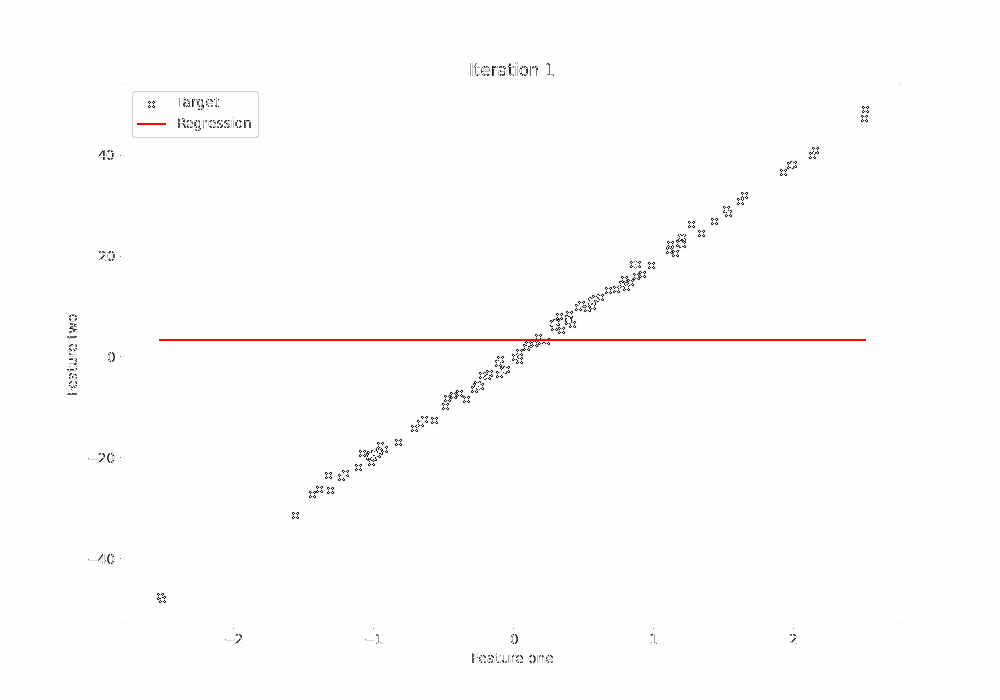 Iteration 1
Target
Regression
40
20
0
−20
−40
Feature two
−2
−1
0
1
2
Feature one